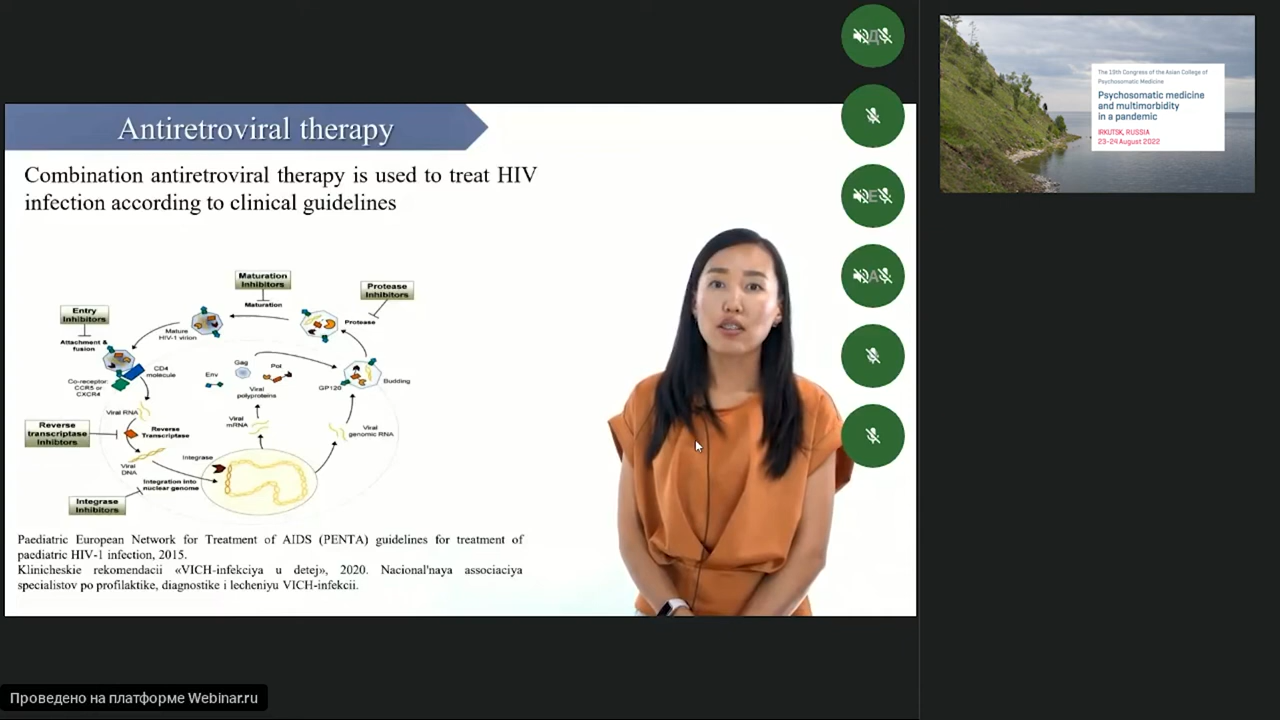 Antiretroviral therapy
Combination antiretroviral therapy is used to treat HIV
infection according to clinical guidelines
Maturation
Inhibitors
Protease
Inhibitors
Maturation
Entry
Inhibitors
Protease
Attachment &
fusion
Mature
HIV-1 virion
Co-receptor:
CCR5 or
CXCR4
CD4
molecule
Env
Gag
Pol
GP120
Budding
Viral
polyproteins
Viral RNA
Viral
mRNA
Viral
genomic RNA
Reverse
transcriptase
Inhibitors
Reverse
Transcriptase
Viral
DNA
Integrase
Integration into
nuclear genome
Integrase
Inhibitors
Paediatric European Network for Treatment of AIDS (PENTA) guidelines for treatment of
paediatric HIV-1 infection, 2015.
Klinicheskie rekomendacii «VICH-infekciya u detej», 2020. Nacional'naya associaciya
specialistov po profilaktike, diagnostike i lecheniyu VICH-infekcii.
Д
Е
А
The 19th Congress of the Asian College of
Psychosomatic Medicine
Psychosomatic medicine
and multimorbidity
in a pandemic
IRKUTSK, RUSSIA
23-24 August 2022
Проведено на платформе Webinar.ru